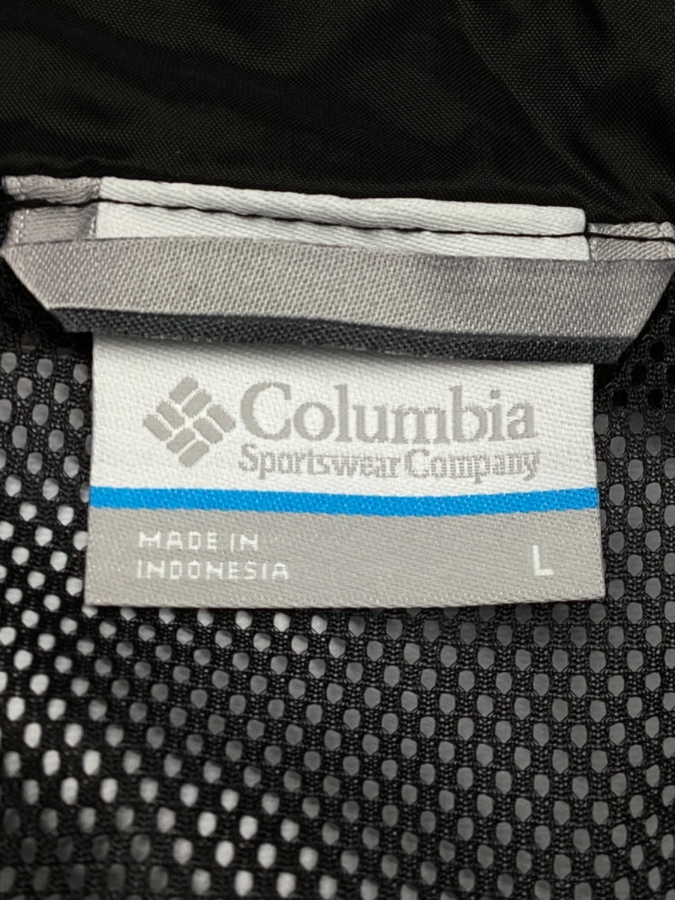 Columbia
Sportswear Company
MADE IN
INDONESIA
L